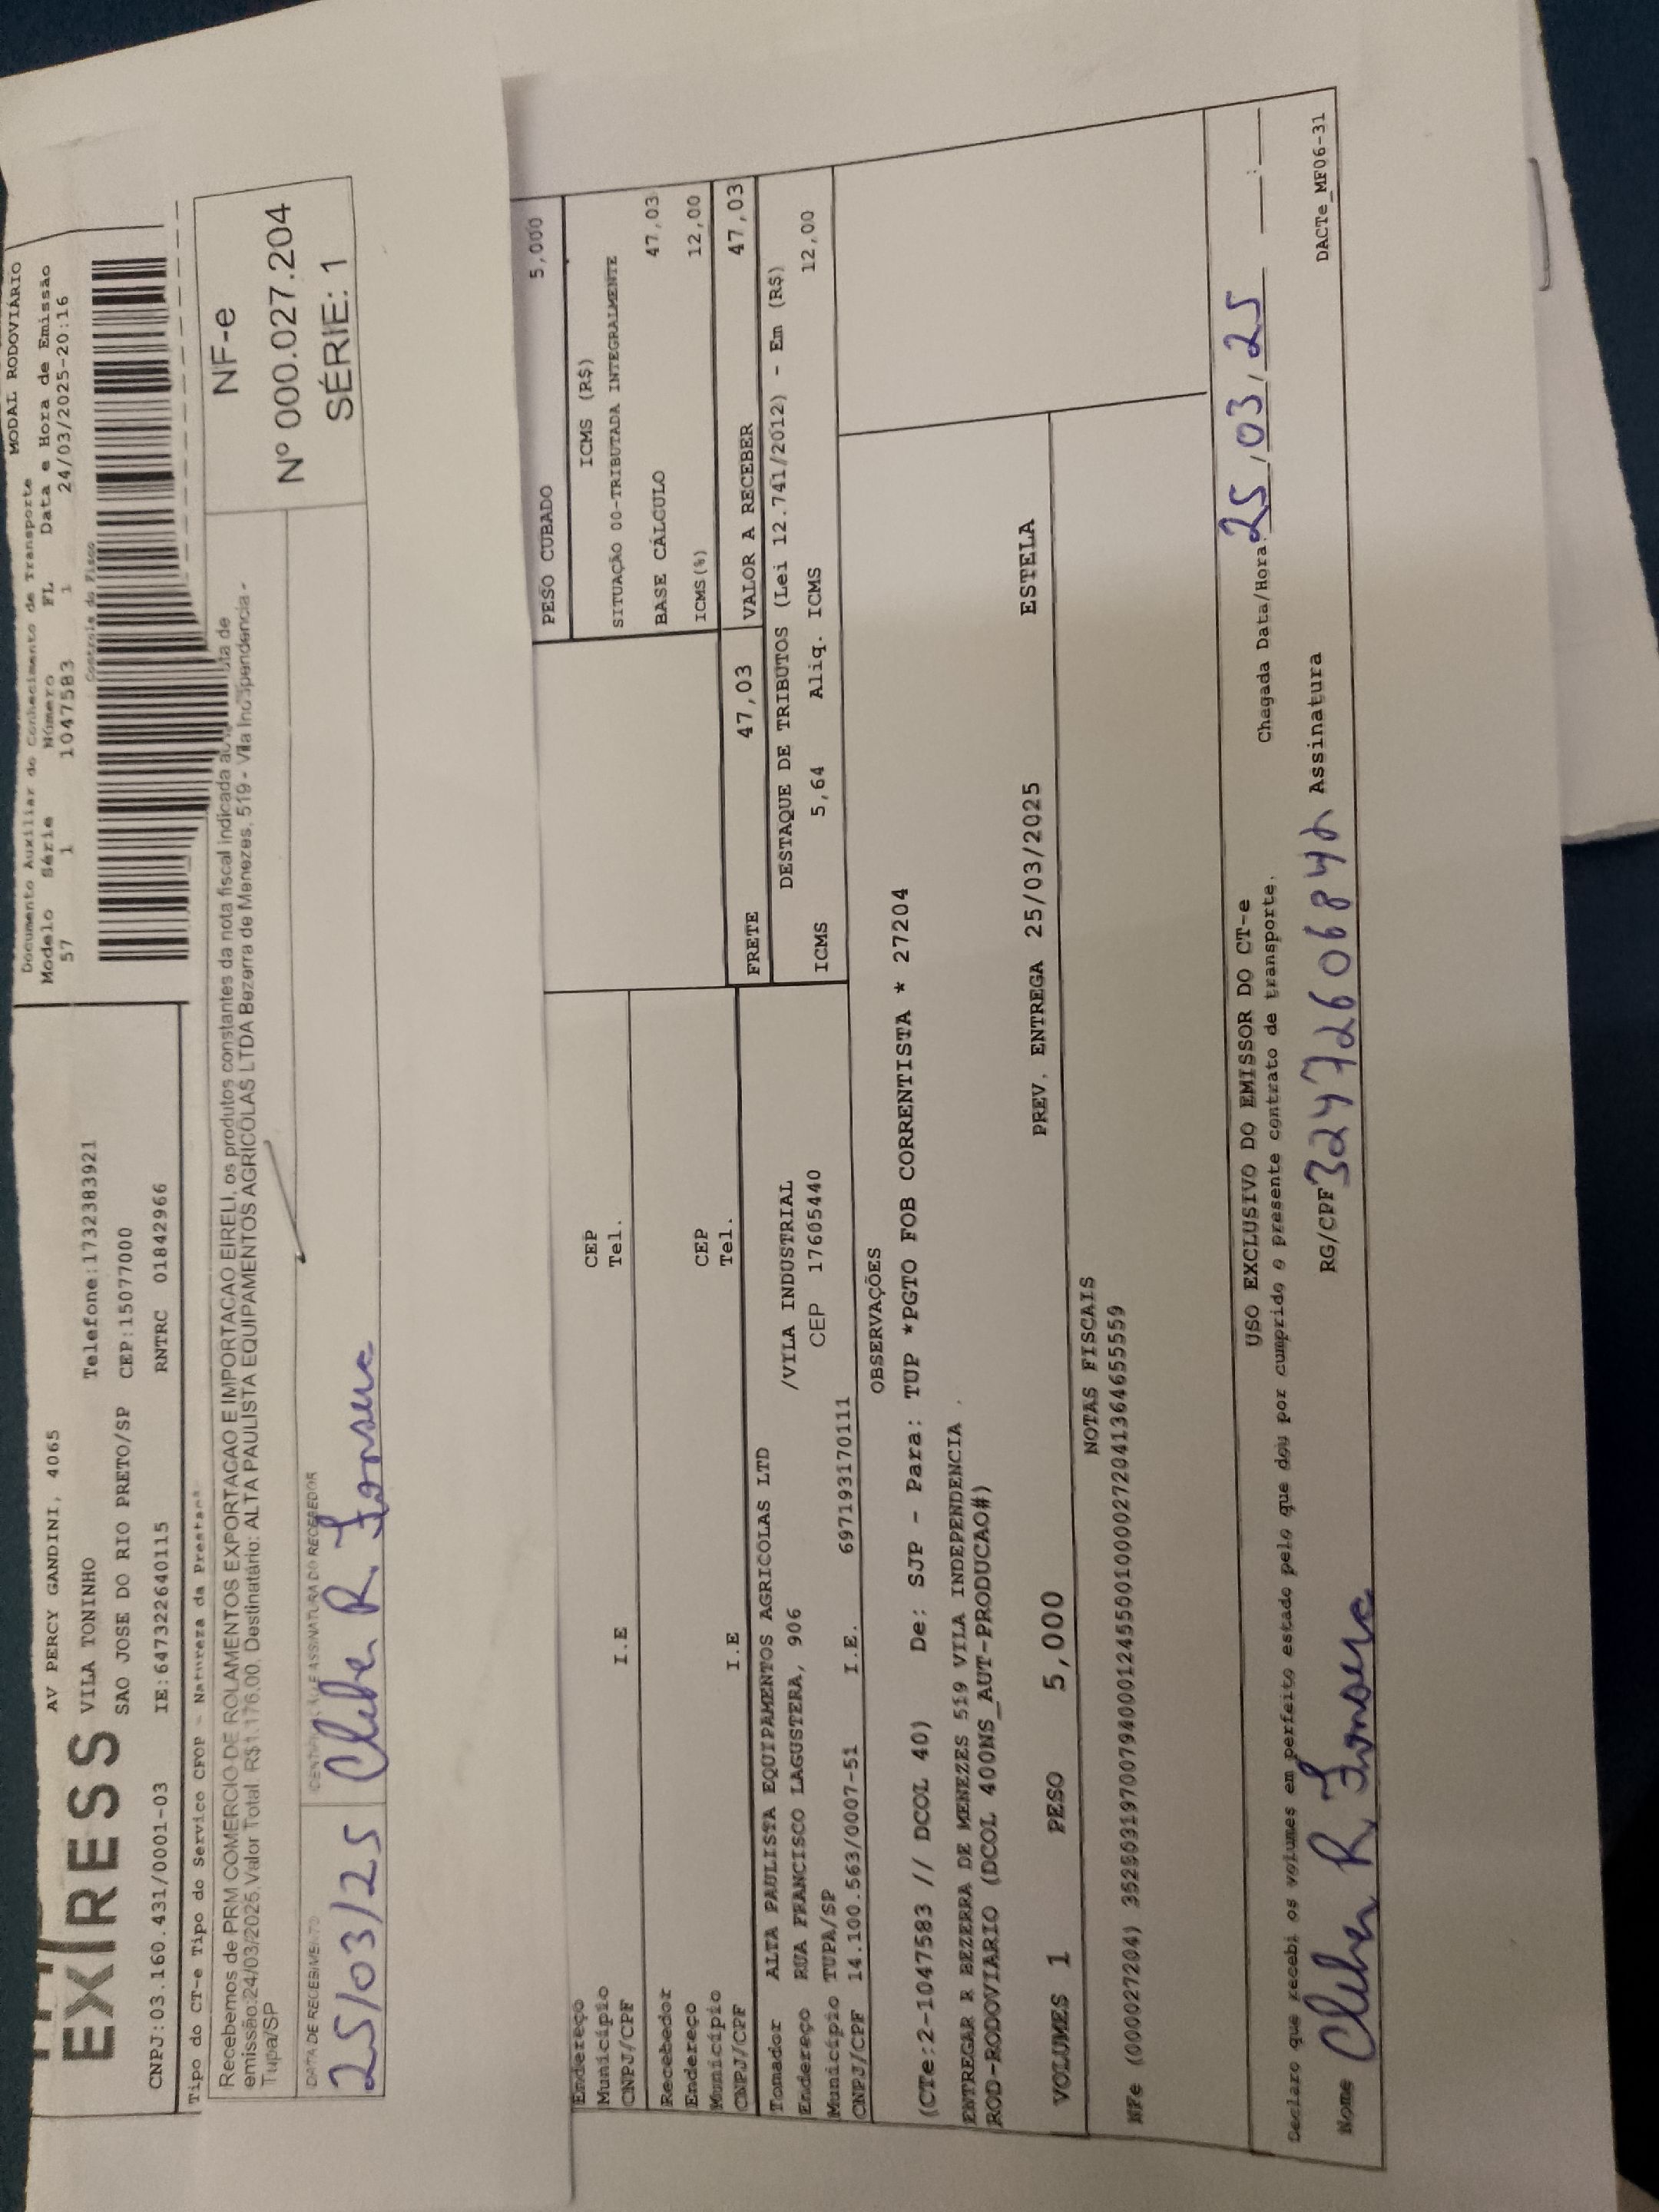 EXPRESS
AV PERCY GANDINI, 4065
VILA TONINHO Telefone:1732383921
SAO JOSE DO RIO PRETO/SP CEP:15077000
CNPJ:03.160.431/0001-03 IE:647322640115 RNTRC 01842966
MODAL RODOVIÁRIO
Documento Auxiliar do Conhecimento de Transporte
Modelo Série Número FL Data e Hora de Emissão
57 1 1047583 1 24/03/2025-20:16
Controle do Fisco
Tipo do CT-e Tipo do Servico CFOP - Natureza da
Recebemos de PRM COMERCIO DE ROLAMENTOS EXPORTACAO E IMPORTACAO EIRELI, os produtos constantes da nota fiscal indicada de
emissão:24/03/2025,Valor Total: R$1.176,00, Destinatário: ALTA PAULISTA EQUIPAMENTOS AGRICOLAS LTDA Bezerra de Menezes, 519 - Vila Independencia -
Tupa/SP
DATA DE RECEBIMENTO IDENTIFICAÇÃO E ASSINATURA DO RECEBEDOR
25/03/25 Cleber R. Fonseca
NF-e
Nº 000.027.204
SÉRIE: 1
PESO CUBADO 5,000
Endereço CEP
Município Tel.
CNPJ/CPF I.E
Recebedor
Endereço CEP
Município Tel.
CNPJ/CPF I.E
ICMS (R$)
SITUAÇÃO 00-TRIBUTADA INTEGRALMENTE
BASE CÁLCULO 47,03
ICMS(%) 12,00
FRETE 47,03 VALOR A RECEBER 47,03
Tomador ALTA PAULISTA EQUIPAMENTOS AGRICOLAS LTD
Endereço RUA FRANCISCO LAGUSTERA, 906 /VILA INDUSTRIAL
Município TUPA/SP CEP 17605440
CNPJ/CPF 14.100.563/0007-51 I.E. 697193170111
DESTAQUE DE TRIBUTOS (Lei 12.741/2012) - Em (R$)
ICMS 5,64 Aliq. ICMS 12,00
OBSERVAÇÕES
(CTe:2-1047583 // DCOL 40) De: SJP - Para: TUP *PGTO FOB CORRENTISTA * 27204
ENTREGAR R BEZERRA DE MENEZES 519 VILA INDEPENDENCIA .
ROD-RODOVIARIO (DCOL 400NS_AUT-PRODUCAO#)
PREV. ENTREGA 25/03/2025 ESTELA
VOLUMES 1 PESO 5,000
NOTAS FISCAIS
NFe (000027204) 35250319700794000124550010000272041364655559
USO EXCLUSIVO DO EMISSOR DO CT-e
Declaro que recebi os volumes em perfeito estado pelo que dou por cumprido o presente contrato de transporte.
Chegada Data/Hora: 25/03/25 __:__
Nome Cleber R. Fonseca RG/CPF Assinatura
DACTe_MF06-31